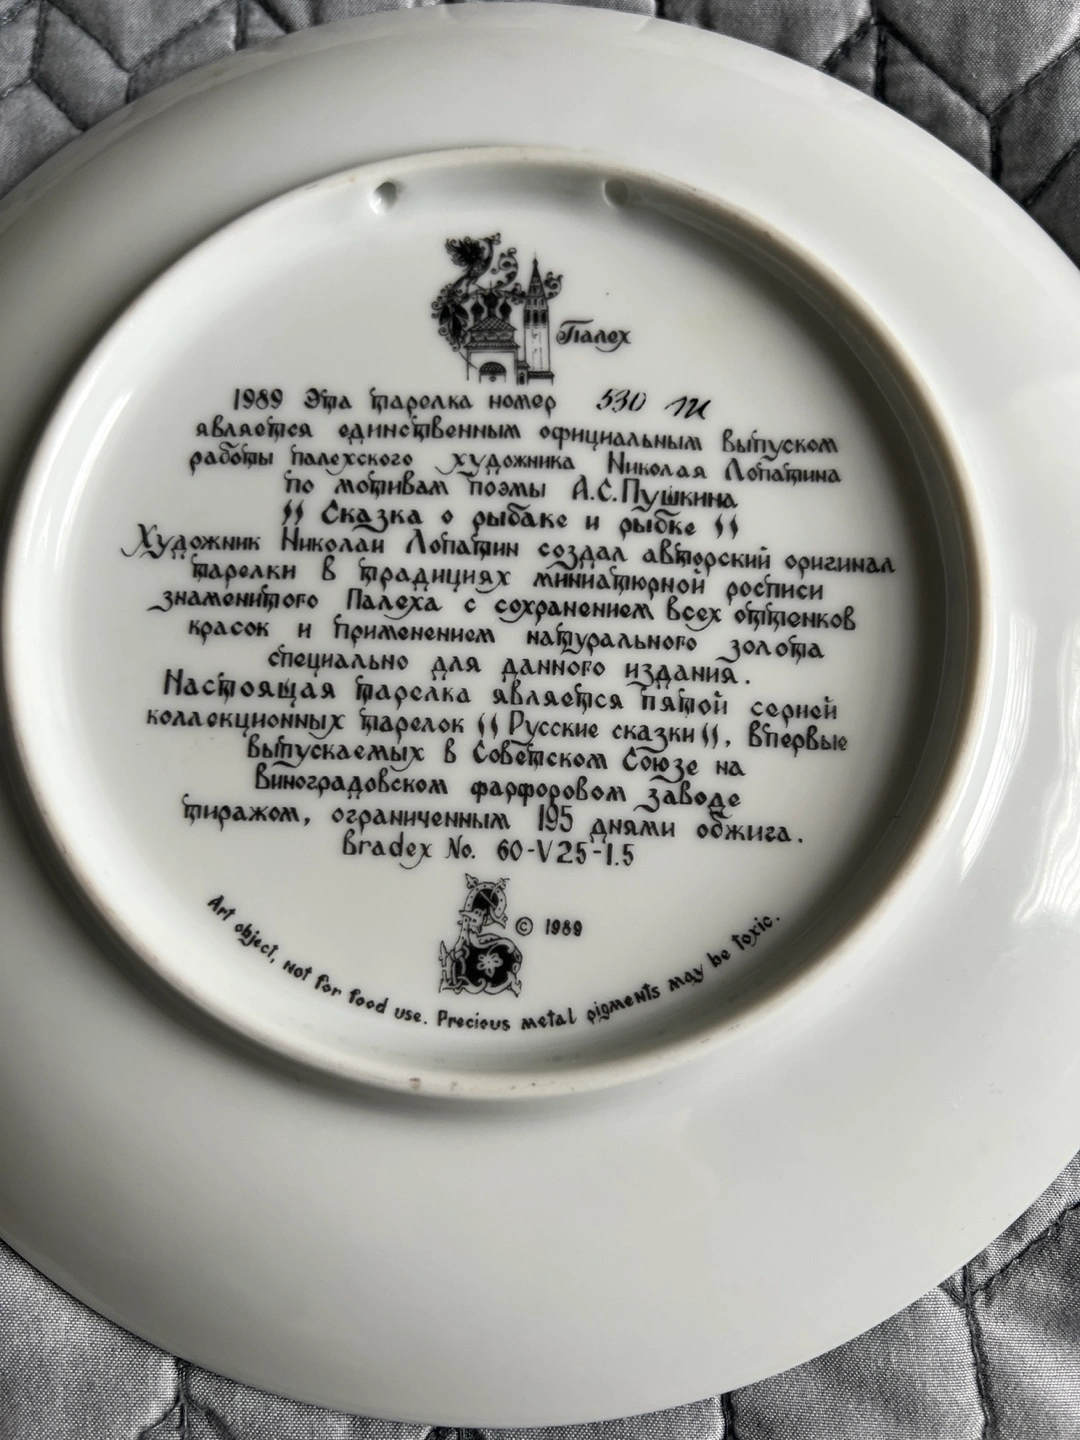 Палех
1989 Эта тарелка номер 530 m
является единственным официальным выпуском
работы палехского художника Николая Лопатина
по мотивам поэмы А.С.Пушкина
" Сказка о рыбаке и рыбке "
Художник Николай Лопатин создал авторский оригинал
тарелки в традициях миниатюрной росписи
знаменитого Палеха с сохранением всех оттенков
красок и применением натурального золота
специально для данного издания.
Настоящая тарелка является пятой серией
коллекционных тарелок " Русские сказки ", впервые
выпускаемых в Советском Союзе на
Виноградовском фарфоровом заводе
тиражом, ограниченным 195 днями обжига.
Bradex No. 60-V25-1.5
© 1989
Art object, not for food use. Precious metal pigments may be toxic.